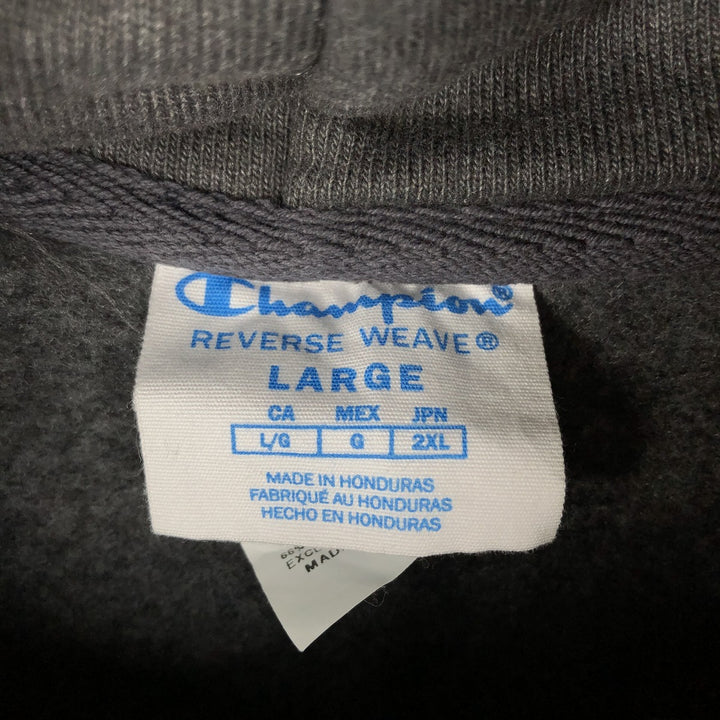 Champion®
REVERSE WEAVE®
LARGE
CA MEX JPN
L/G G 2XL
MADE IN HONDURAS
FABRIQUÉ AU HONDURAS
HECHO EN HONDURAS